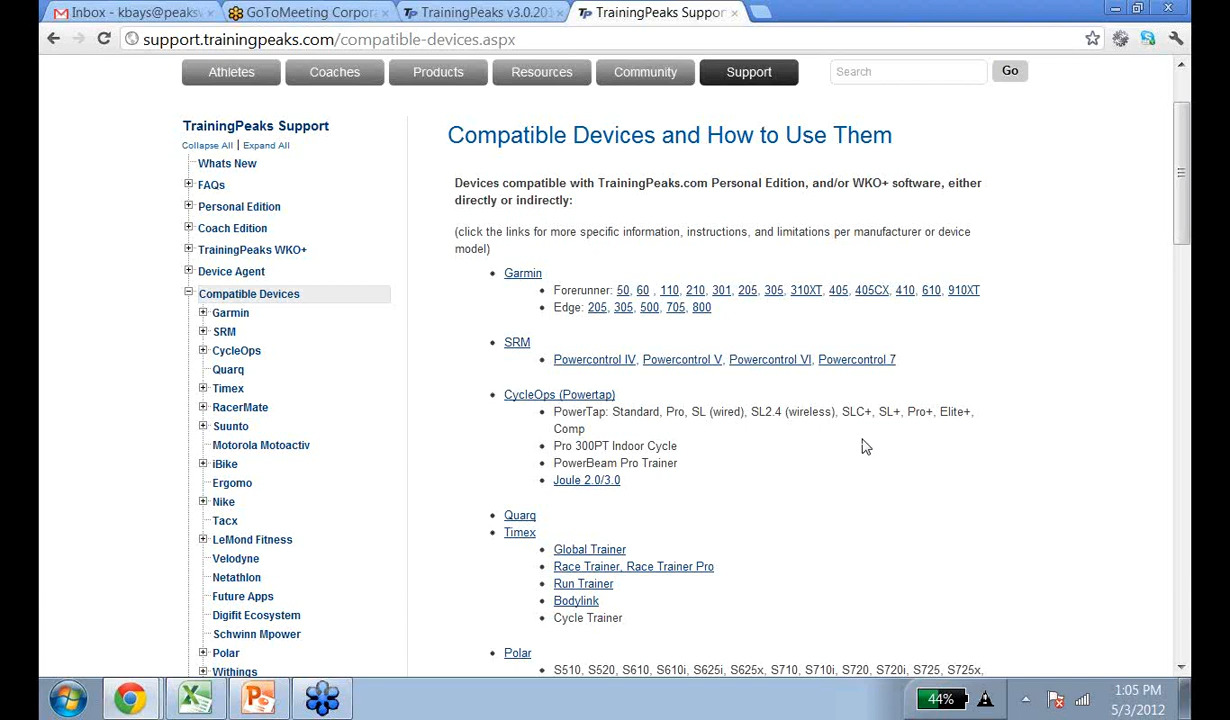 Inbox - kbays@peaksv
GoToMeeting Corpora
TrainingPeaks v3.0.201
TrainingPeaks Suppor
support.trainingpeaks.com/compatible-devices.aspx
Athletes
Coaches
Products
Resources
Community
Support
Search
Go
TrainingPeaks Support
Collapse All | Expand All
Whats New
FAQs
Personal Edition
Coach Edition
TrainingPeaks WKO+
Device Agent
Compatible Devices
Garmin
SRM
CycleOps
Quarq
Timex
RacerMate
Suunto
Motorola Motoactiv
iBike
Ergomo
Nike
Tacx
LeMond Fitness
Velodyne
Netathlon
Future Apps
Digifit Ecosystem
Schwinn Mpower
Polar
Withings
Compatible Devices and How to Use Them
Devices compatible with TrainingPeaks.com Personal Edition, and/or WKO+ software, either
directly or indirectly:
(click the links for more specific information, instructions, and limitations per manufacturer or device
model)
Garmin
Forerunner: 50, 60 , 110, 210, 301, 205, 305, 310XT, 405, 405CX, 410, 610, 910XT
Edge: 205, 305, 500, 705, 800
SRM
Powercontrol IV, Powercontrol V, Powercontrol VI, Powercontrol 7
CycleOps (Powertap)
PowerTap: Standard, Pro, SL (wired), SL2.4 (wireless), SLC+, SL+, Pro+, Elite+,
Comp
Pro 300PT Indoor Cycle
PowerBeam Pro Trainer
Joule 2.0/3.0
Quarq
Timex
Global Trainer
Race Trainer, Race Trainer Pro
Run Trainer
Bodylink
Cycle Trainer
Polar
S510, S520, S610, S610i, S625i, S625x, S710, S710i, S720, S720i, S725, S725x,
44%
1:05 PM
5/3/2012